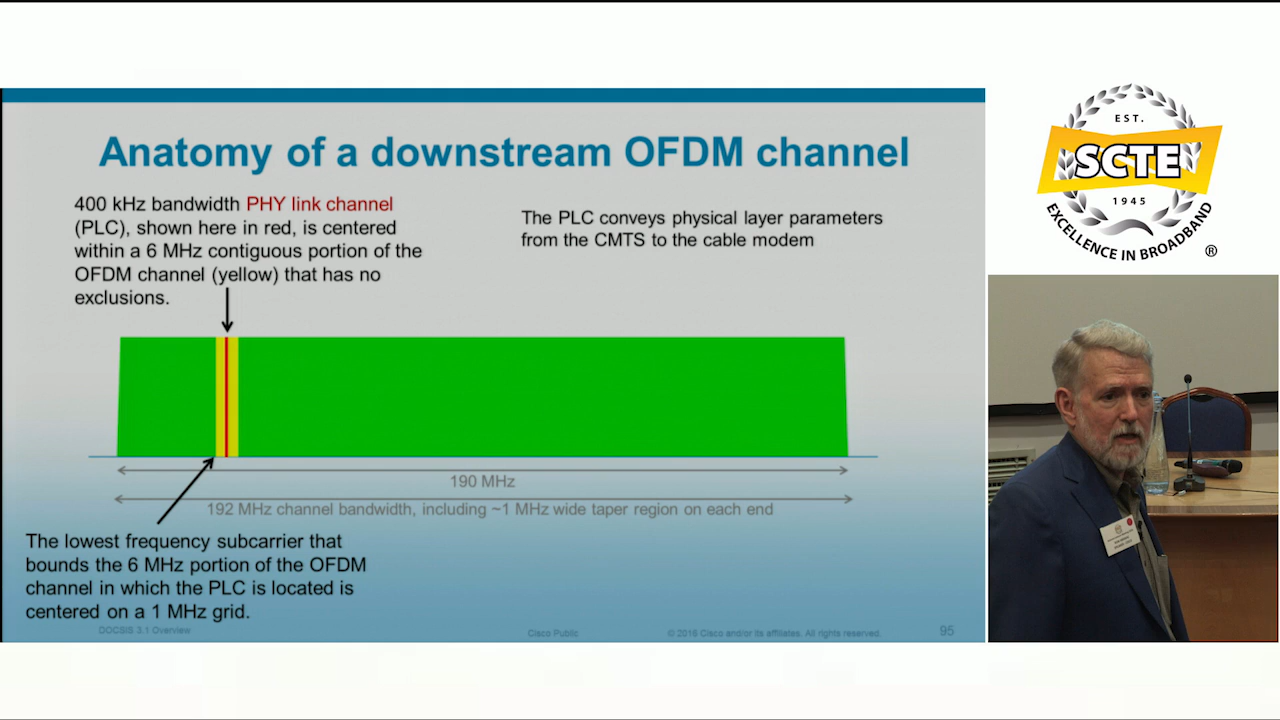 Anatomy of a downstream OFDM channel
400 kHz bandwidth PHY link channel
(PLC), shown here in red, is centered
within a 6 MHz contiguous portion of the
OFDM channel (yellow) that has no
exclusions.
The PLC conveys physical layer parameters
from the CMTS to the cable modem
190 MHz
192 MHz channel bandwidth, including ~1 MHz wide taper region on each end
The lowest frequency subcarrier that
bounds the 6 MHz portion of the OFDM
channel in which the PLC is located is
centered on a 1 MHz grid.
DOCSIS 3.1 Overview
Cisco Public
© 2016 Cisco and/or its affiliates. All rights reserved.
95
EST.
SCTE
1945
EXCELLENCE IN BROADBAND
®